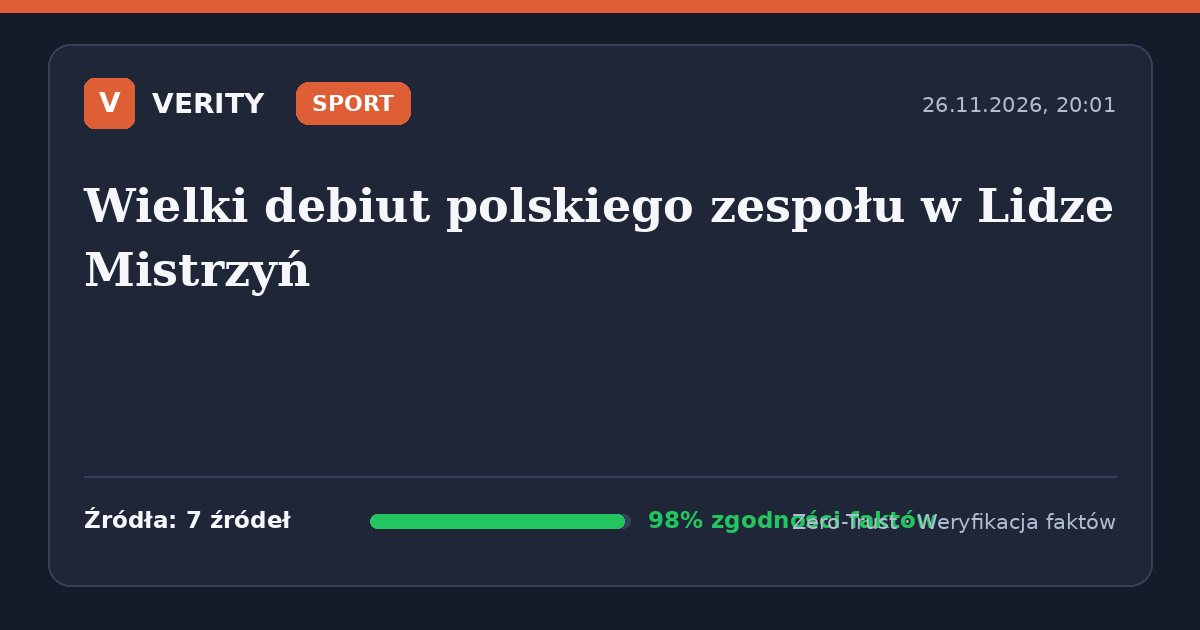 V VERITY SPORT 26.11.2026, 20:01
Wielki debiut polskiego zespołu w Lidze
Mistrzyń
Źródła: 7 źródeł 98% zgodności faktów Zero-Trust · Weryfikacja faktów